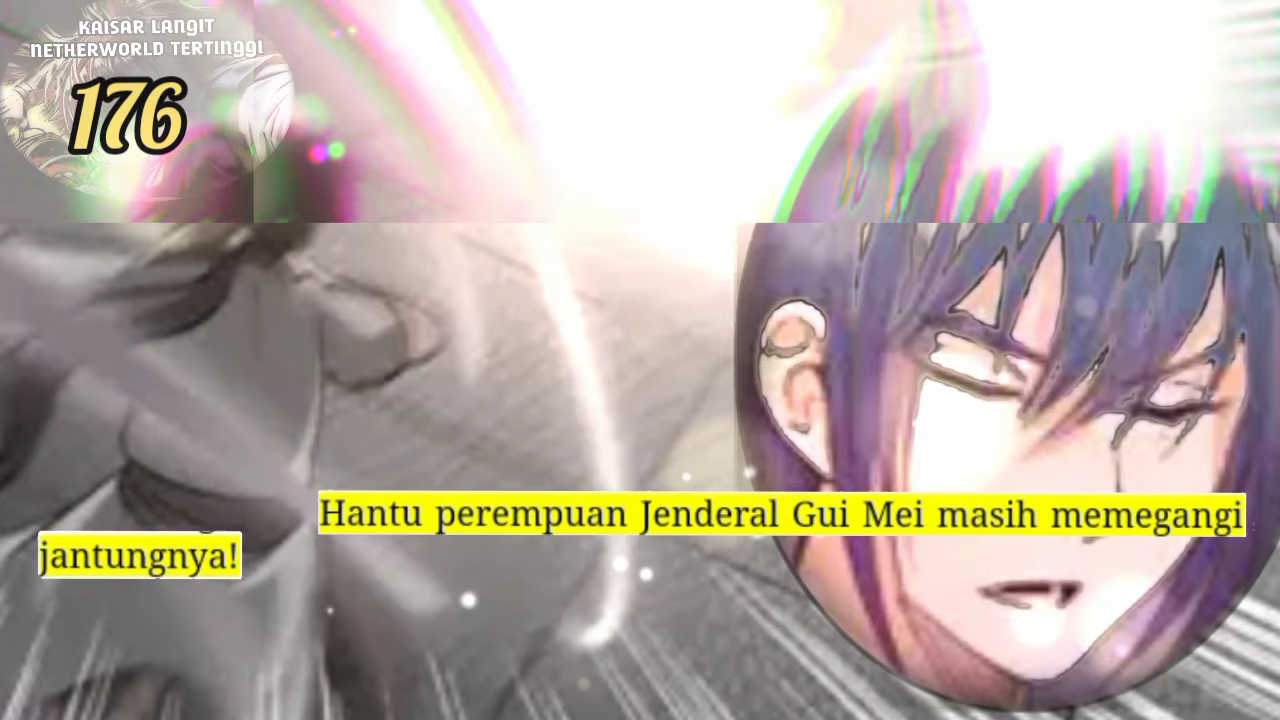 KAISAR LANGIT
NETHERWORLD TERTINGGI
176
Hantu perempuan Jenderal Gui Mei masih memegangi
jantungnya!